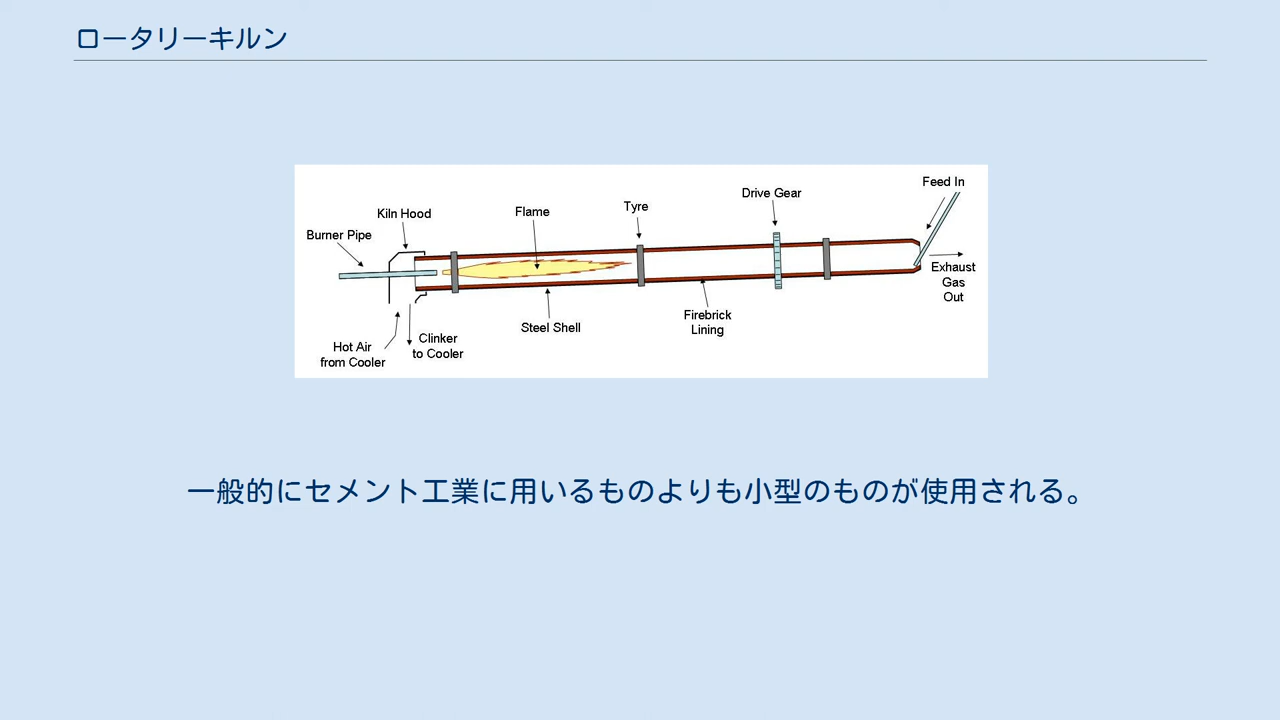 ロータリーキルン
Feed In
Drive Gear
Tyre
Flame
Kiln Hood
Burner Pipe
Exhaust
Gas
Out
Firebrick
Lining
Steel Shell
Clinker
to Cooler
Hot Air
from Cooler
一般的にセメント工業に用いるものよりも小型のものが使用される。